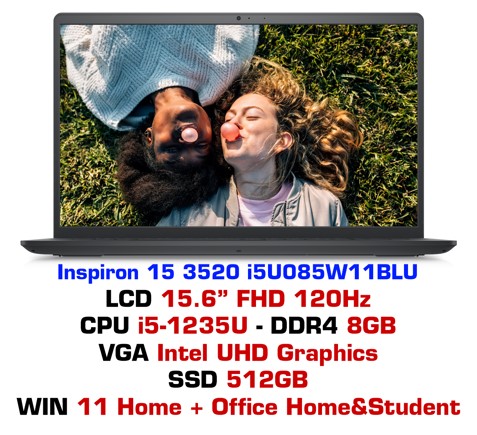 Inspiron 15 3520 i5U085W11BLU
LCD 15.6” FHD 120Hz
CPU i5-1235U - DDR4 8GB
VGA Intel UHD Graphics
SSD 512GB
WIN 11 Home + Office Home&Student